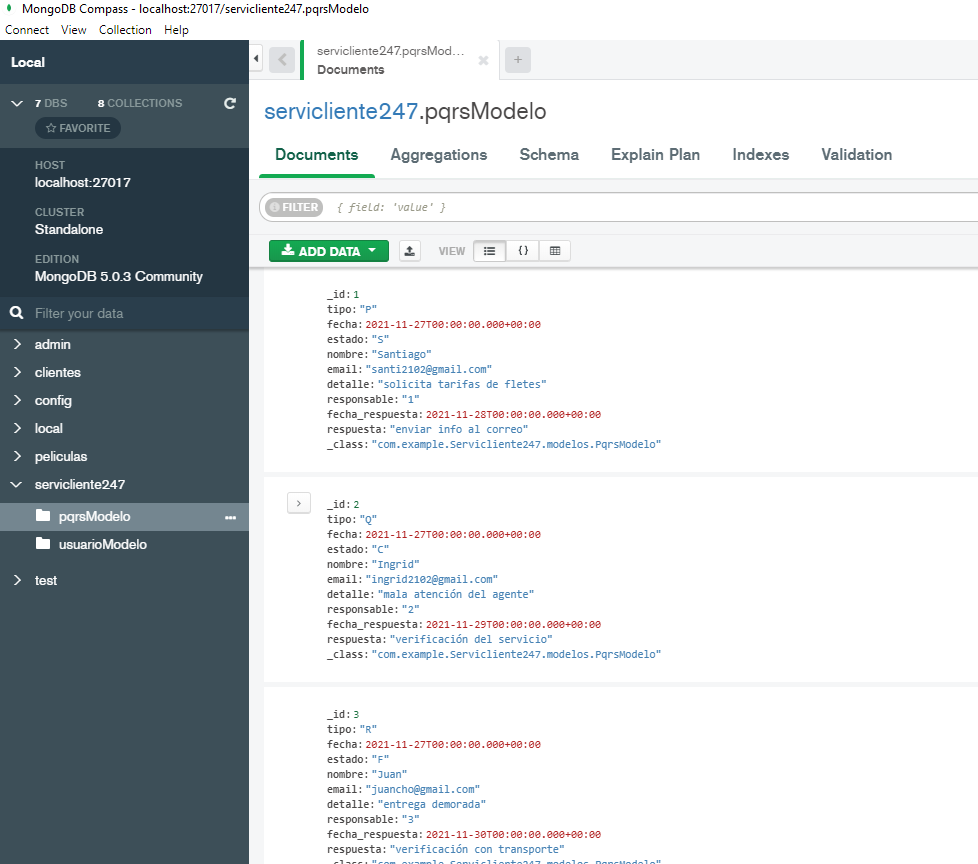 MongoDB Compass - localhost:27017/servicliente247.pqrsModelo
Connect View Collection Help
Local
7 DBS 8 COLLECTIONS
FAVORITE
HOST
localhost:27017
CLUSTER
Standalone
EDITION
MongoDB 5.0.3 Community
Filter your data
admin
clientes
config
local
peliculas
servicliente247
pqrsModelo
usuarioModelo
test
servicliente247.pqrsMod...
Documents
servicliente247.pqrsModelo
Documents Aggregations Schema Explain Plan Indexes Validation
FILTER { field: 'value' }
ADD DATA VIEW {}
_id: 1
tipo: "P"
fecha: 2021-11-27T00:00:00.000+00:00
estado: "S"
nombre: "Santiago"
email: "santi2102@gmail.com"
detalle: "solicita tarifas de fletes"
responsable: "1"
fecha_respuesta: 2021-11-28T00:00:00.000+00:00
respuesta: "enviar info al correo"
_class: "com.example.Servicliente247.modelos.PqrsModelo"
_id: 2
tipo: "Q"
fecha: 2021-11-27T00:00:00.000+00:00
estado: "C"
nombre: "Ingrid"
email: "ingrid2102@gmail.com"
detalle: "mala atención del agente"
responsable: "2"
fecha_respuesta: 2021-11-29T00:00:00.000+00:00
respuesta: "verificación del servicio"
_class: "com.example.Servicliente247.modelos.PqrsModelo"
_id: 3
tipo: "R"
fecha: 2021-11-27T00:00:00.000+00:00
estado: "F"
nombre: "Juan"
email: "juancho@gmail.com"
detalle: "entrega demorada"
responsable: "3"
fecha_respuesta: 2021-11-30T00:00:00.000+00:00
respuesta: "verificación con transporte"
_class: "com.example.Servicliente247.modelos.PqrsModelo"